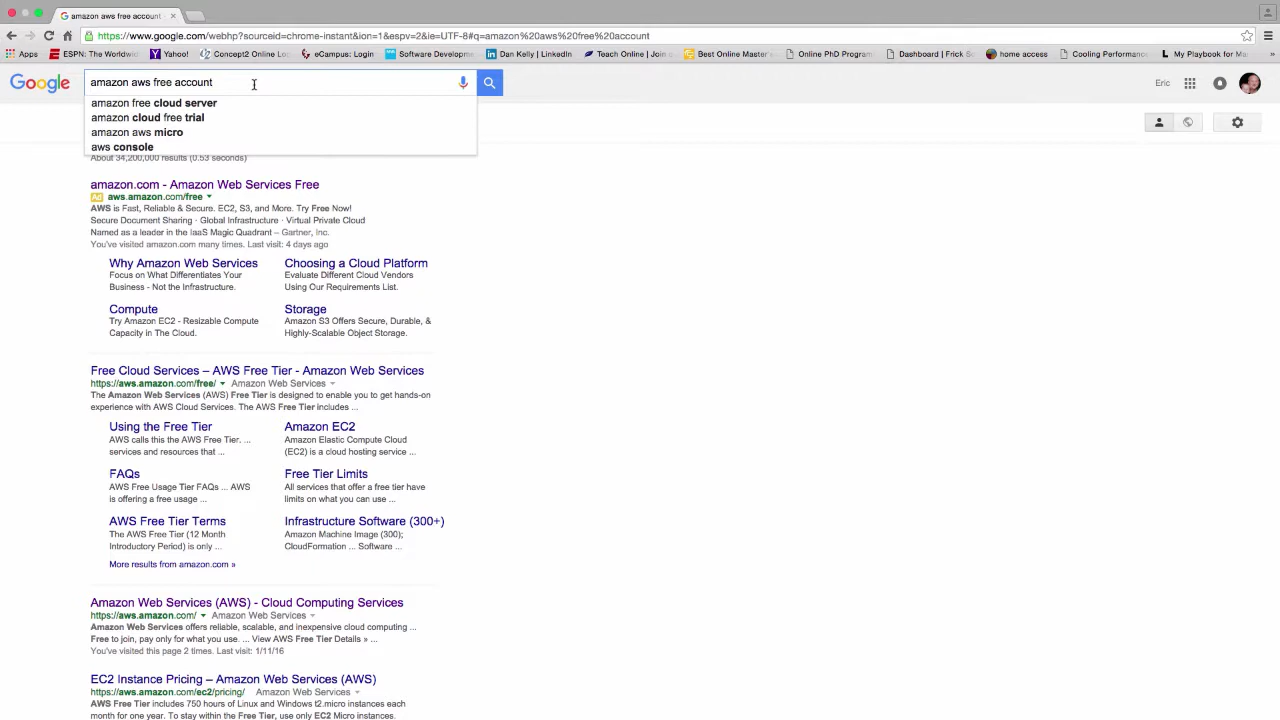 amazon aws free account
https://www.google.com/webhp?sourceid=chrome-instant&ion=1&espv=2&ie=UTF-8#q=amazon%20aws%20free%20account
Apps ESPN: The Worldwid Yahoo! Concept2 Online Log eCampus: Login Software Developme Dan Kelly | LinkedIn Teach Online | Best Online Master's Online PhD Program Dashboard | Frick S home access Cooling Performanc My Playbook for M
Google amazon aws free account Eric
amazon free cloud server
amazon cloud free trial
amazon aws micro
aws console
About 34,200,000 results (0.53 seconds)
amazon.com - Amazon Web Services Free
Ad aws.amazon.com/free
AWS is Fast, Reliable & Secure. EC2, S3, and More. Try Free Now!
Secure Document Sharing · Global Infrastructure · Virtual Private Cloud
Named as a leader in the IaaS Magic Quadrant – Gartner, Inc.
You've visited amazon.com many times. Last visit: 4 days ago
Why Amazon Web Services
Focus on What Differentiates Your
Business - Not the Infrastructure.
Choosing a Cloud Platform
Evaluate Different Cloud Vendors
Using Our Requirements List.
Compute
Try Amazon EC2 - Resizable Compute
Capacity in The Cloud.
Storage
Amazon S3 Offers Secure, Durable, &
Highly-Scalable Object Storage.
Free Cloud Services – AWS Free Tier - Amazon Web Services
https://aws.amazon.com/free/ Amazon Web Services
The Amazon Web Services (AWS) Free Tier is designed to enable you to get hands-on
experience with AWS Cloud Services. The AWS Free Tier includes ...
Using the Free Tier
AWS calls this the AWS Free Tier. ...
services and resources that ...
Amazon EC2
Amazon Elastic Compute Cloud
(EC2) is a cloud hosting service ...
FAQs
AWS Free Usage Tier FAQs ... AWS
is offering a free usage ...
Free Tier Limits
All services that offer a free tier have
limits on what you can use ...
AWS Free Tier Terms
The AWS Free Tier (12 Month
Introductory Period) is only ...
Infrastructure Software (300+)
Amazon Machine Image (300);
CloudFormation ... Software ...
More results from amazon.com »
Amazon Web Services (AWS) - Cloud Computing Services
https://aws.amazon.com/ Amazon Web Services
Amazon Web Services offers reliable, scalable, and inexpensive cloud computing ...
Free to join, pay only for what you use. ... View AWS Free Tier Details » ...
You've visited this page 2 times. Last visit: 1/11/16
EC2 Instance Pricing – Amazon Web Services (AWS)
https://aws.amazon.com/ec2/pricing/ Amazon Web Services
AWS Free Tier includes 750 hours of Linux and Windows t2.micro instances each
month for one year. To stay within the Free Tier, use only EC2 Micro instances.